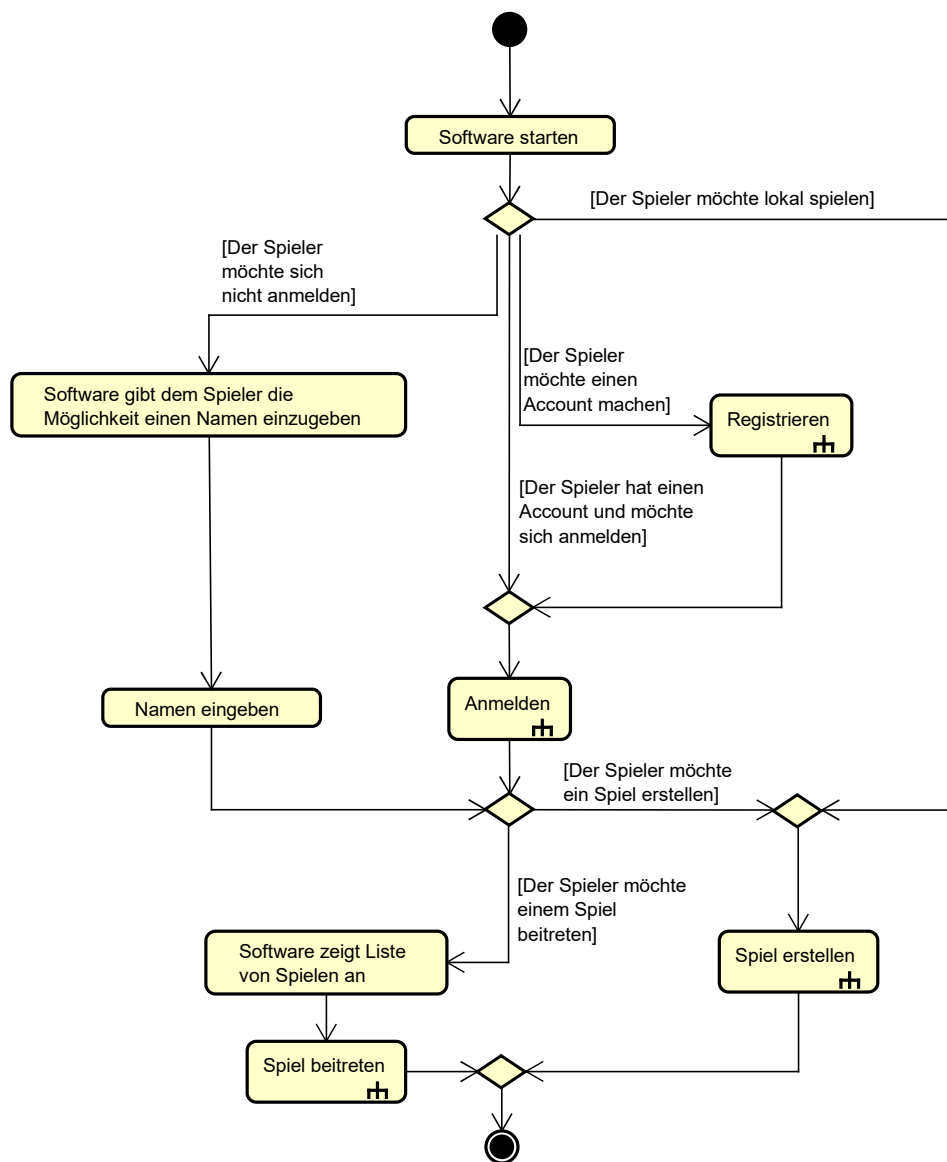 Software starten
[Der Spieler möchte lokal spielen]
[Der Spieler
möchte sich
nicht anmelden]
[Der Spieler
möchte einen
Account machen]
Software gibt dem Spieler die
Möglichkeit einen Namen einzugeben
Registrieren
[Der Spieler hat einen
Account und möchte
sich anmelden]
Namen eingeben
Anmelden
[Der Spieler möchte
ein Spiel erstellen]
[Der Spieler möchte
einem Spiel
beitreten]
Software zeigt Liste
von Spielen an
Spiel erstellen
Spiel beitreten